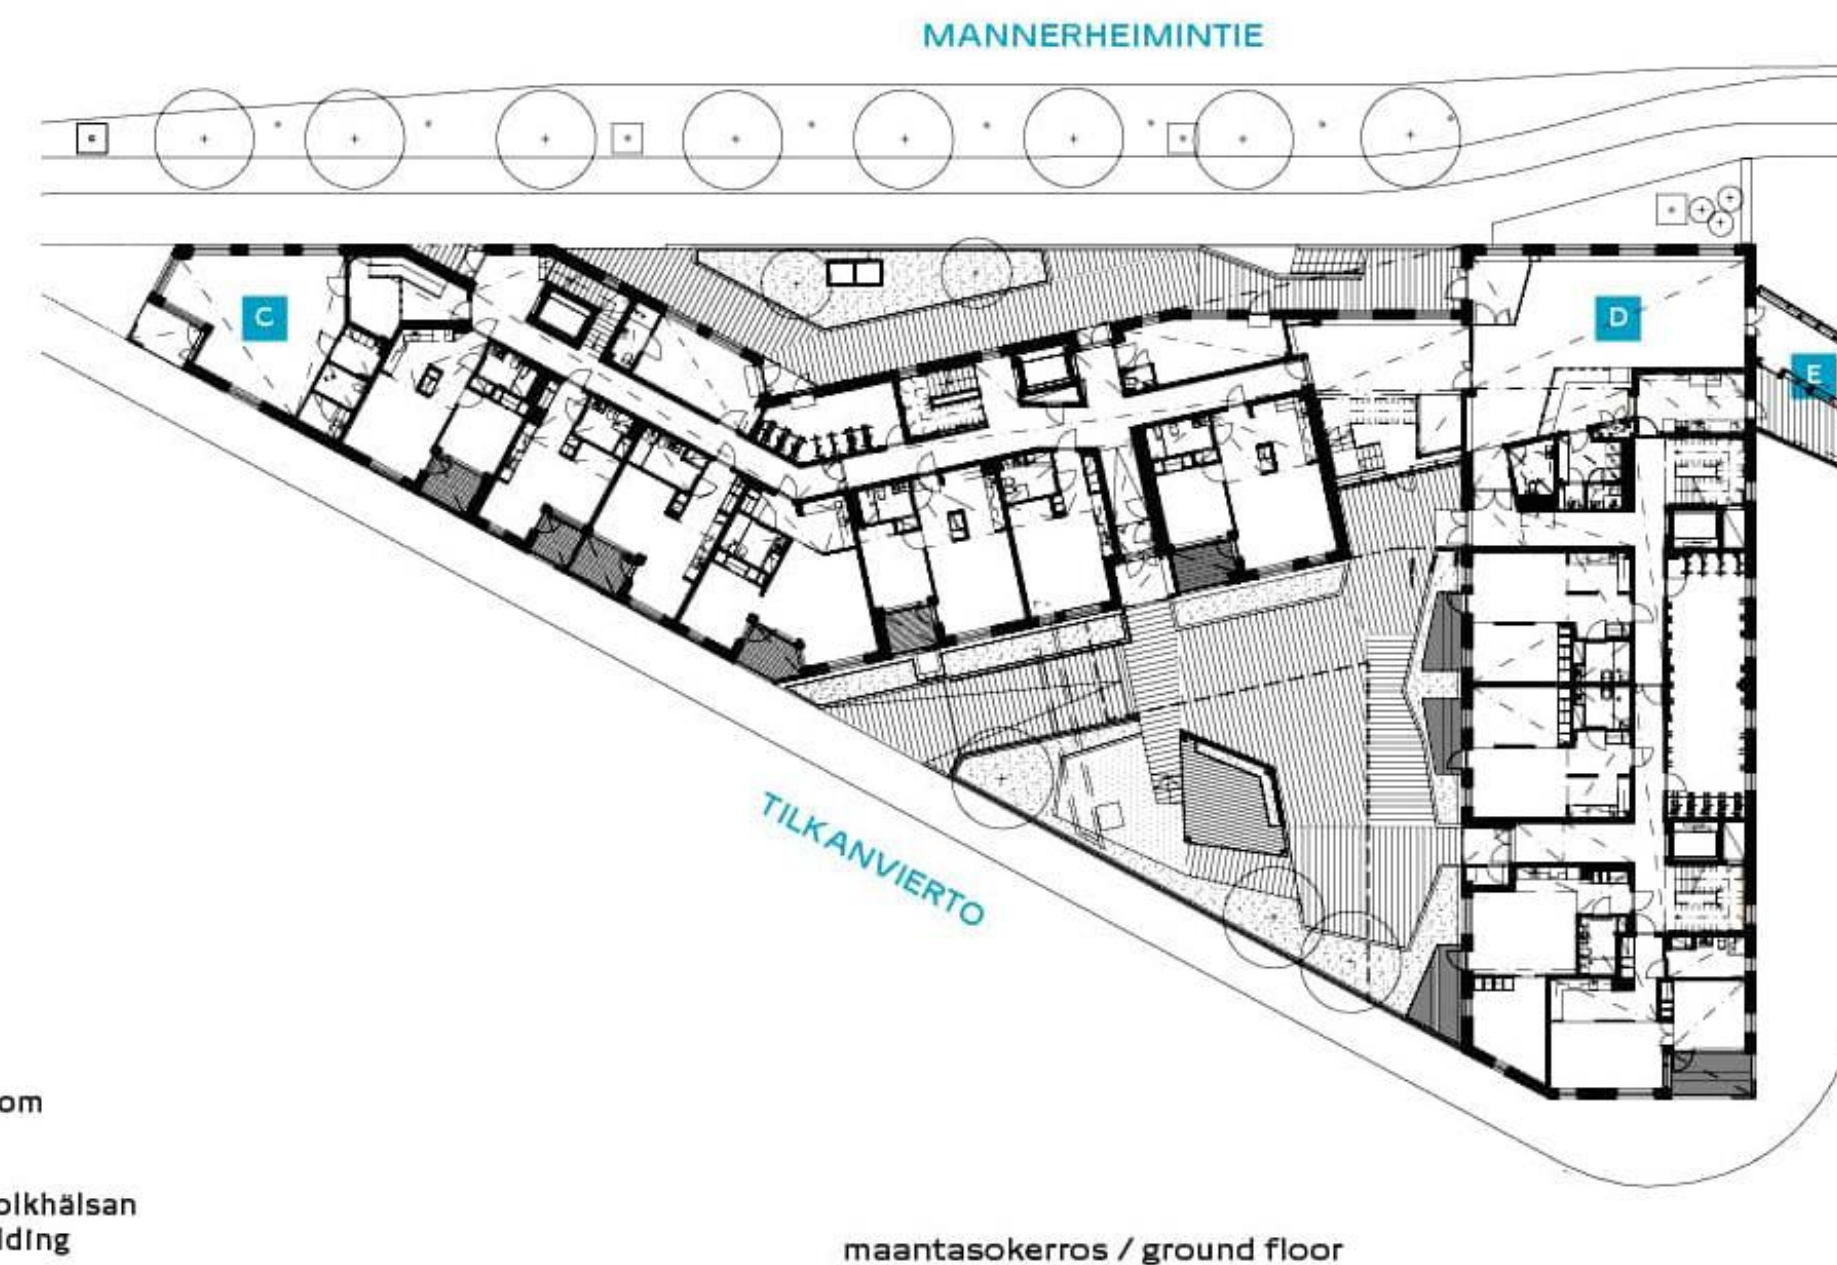 MANNERHEIMINTIE
C
D
E
TILKANVIERTO
om
olkhälsan
lding
maantasokerros / ground floor